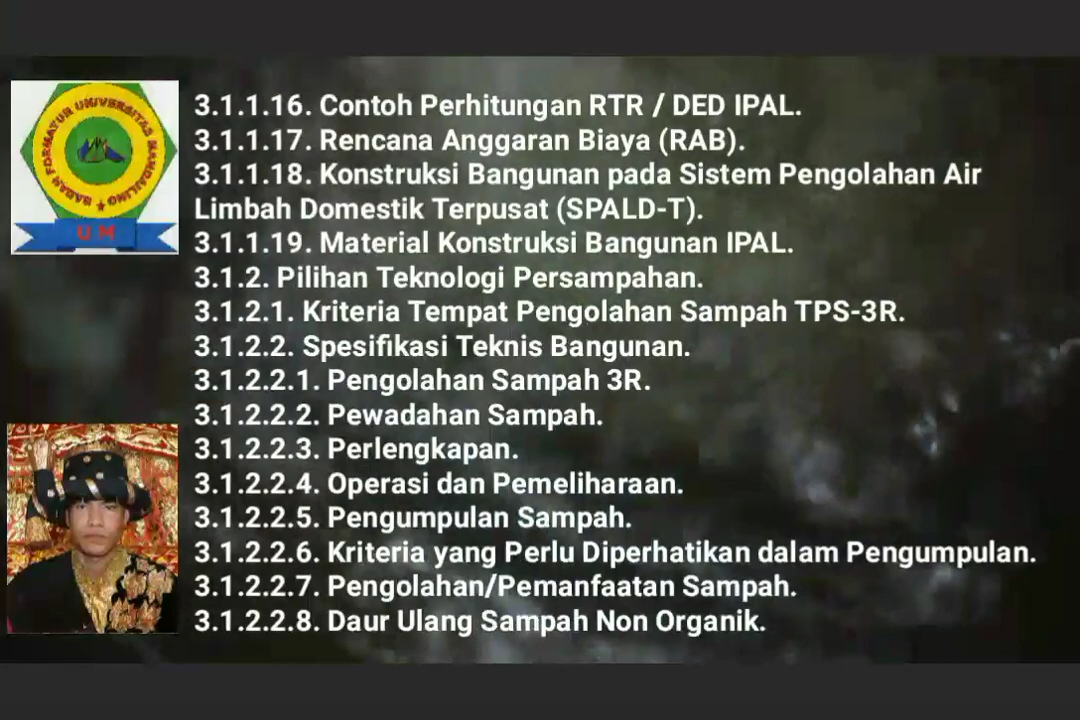 BADAN FORMATUR UNIVERSITAS MANDAILING
U M
3.1.1.16. Contoh Perhitungan RTR / DED IPAL.
3.1.1.17. Rencana Anggaran Biaya (RAB).
3.1.1.18. Konstruksi Bangunan pada Sistem Pengolahan Air
Limbah Domestik Terpusat (SPALD-T).
3.1.1.19. Material Konstruksi Bangunan IPAL.
3.1.2. Pilihan Teknologi Persampahan.
3.1.2.1. Kriteria Tempat Pengolahan Sampah TPS-3R.
3.1.2.2. Spesifikasi Teknis Bangunan.
3.1.2.2.1. Pengolahan Sampah 3R.
3.1.2.2.2. Pewadahan Sampah.
3.1.2.2.3. Perlengkapan.
3.1.2.2.4. Operasi dan Pemeliharaan.
3.1.2.2.5. Pengumpulan Sampah.
3.1.2.2.6. Kriteria yang Perlu Diperhatikan dalam Pengumpulan.
3.1.2.2.7. Pengolahan/Pemanfaatan Sampah.
3.1.2.2.8. Daur Ulang Sampah Non Organik.